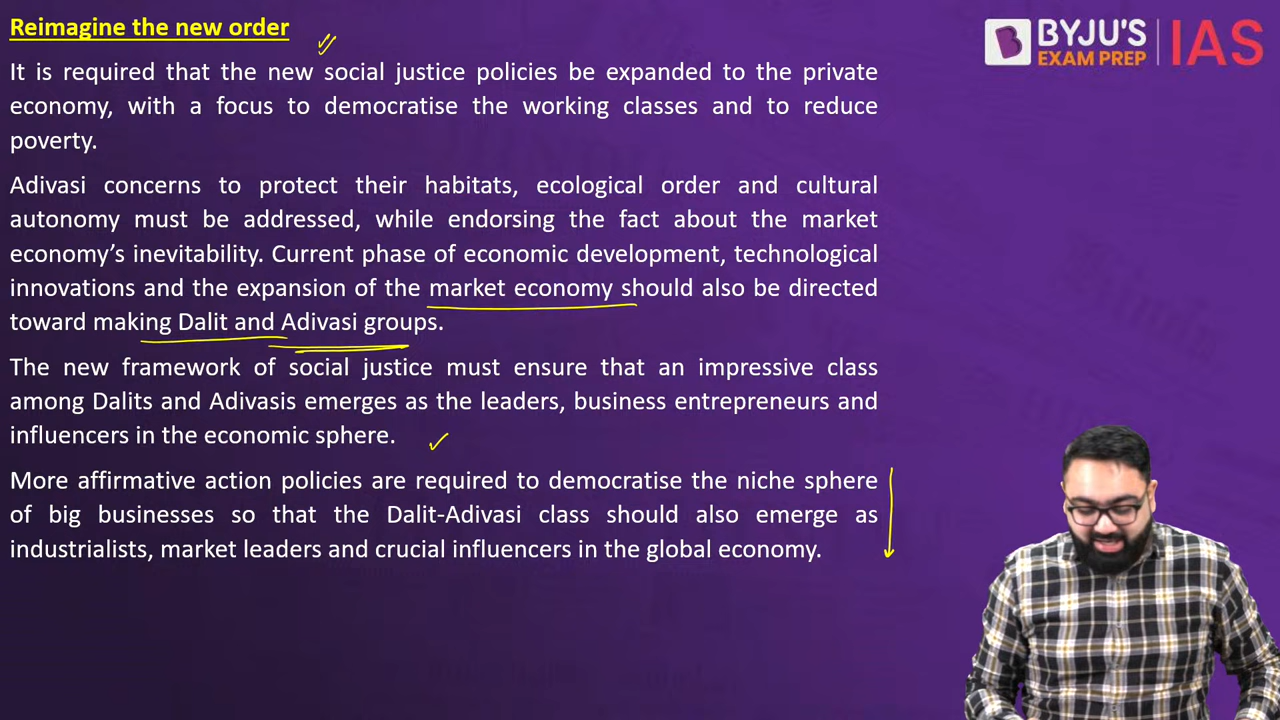 Reimagine the new order
It is required that the new social justice policies be expanded to the private
economy, with a focus to democratise the working classes and to reduce
poverty.
Adivasi concerns to protect their habitats, ecological order and cultural
autonomy must be addressed, while endorsing the fact about the market
economy’s inevitability. Current phase of economic development, technological
innovations and the expansion of the market economy should also be directed
toward making Dalit and Adivasi groups.
The new framework of social justice must ensure that an impressive class
among Dalits and Adivasis emerges as the leaders, business entrepreneurs and
influencers in the economic sphere.
More affirmative action policies are required to democratise the niche sphere
of big businesses so that the Dalit-Adivasi class should also emerge as
industrialists, market leaders and crucial influencers in the global economy.
BYJU'S
EXAM PREP
IAS